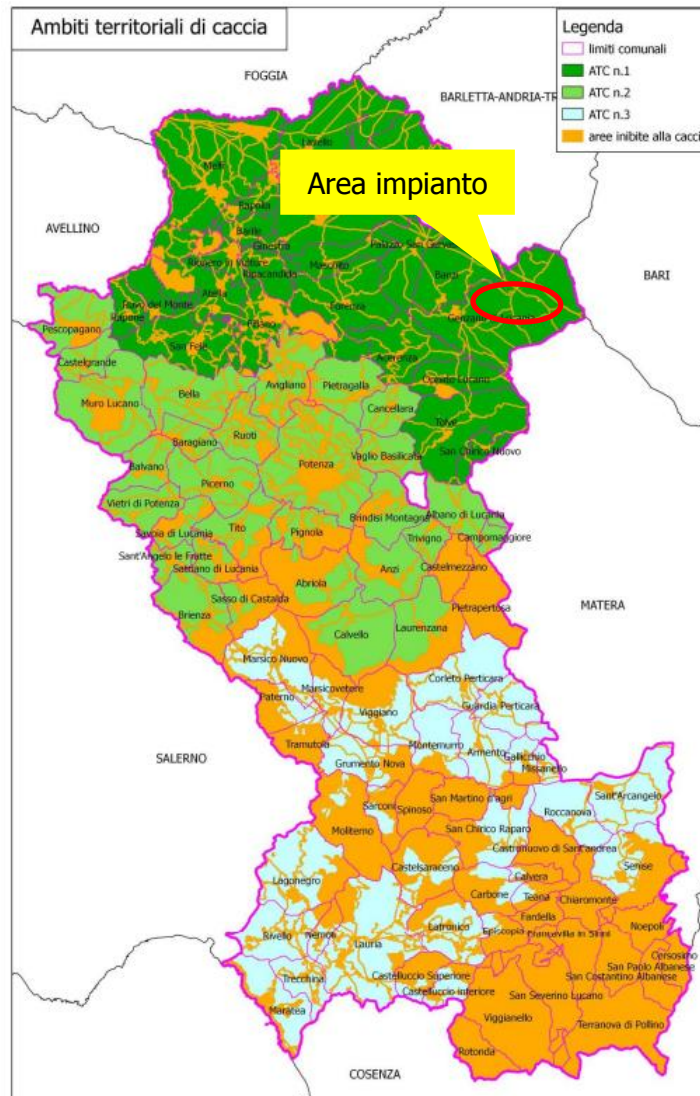 Ambiti territoriali di caccia
Legenda
limiti comunali
ATC n.1
ATC n.2
ATC n.3
aree inibite alla cacci
FOGGIA
BARLETTA-ANDRIA-TR
Lavello
Area impianto
Melfi
Rapolla
AVELLINO
Barile
Ginestra
Palazzo San Gervasio
BARI
Rionero in Vulture
Ripacandida
Maschito
Banzi
Atella
Ruvo del Monte
Rapone
Forenza
Genzano di Lucania
Filiano
Pescopagano
San Fele
Acerenza
Castelgrande
Oppido Lucano
Avigliano
Pietragalla
Muro Lucano
Bella
Cancellara
Tolve
Baragiano
Ruoti
San Chirico Nuovo
Vaglio Basilicata
Balvano
Potenza
Picerno
Vietri di Potenza
Albano di Lucania
Brindisi Montagna
Savoia di Lucania
Tito
Pignola
Trivigno
Campomaggiore
Sant'Angelo le Fratte
Satriano di Lucania
Anzi
Castelmezzano
Abriola
Sasso di Castalda
Pietrapertosa
MATERA
Brienza
Calvello
Laurenzana
Marsico Nuovo
Corleto Perticara
Marsicovetere
Paterno
Guardia Perticara
Viggiano
SALERNO
Tramutola
Montemurro
Armento
Gallicchio
Grumento Nova
Missanello
Sarconi
Spinoso
San Martino d'agri
Sant'Arcangelo
Roccanova
Moliterno
San Chirico Raparo
Castronuovo di Sant'andrea
Castelsaraceno
Senise
Calvera
Lagonegro
Carbone
Teana
Chiaromonte
Fardella
Latronico
Noepoli
Rivello
Nemoli
Episcopia
Francavilla in Sinni
Lauria
Cersosimo
San Paolo Albanese
Trecchina
Castelluccio Superiore
San Costantino Albanese
Castelluccio inferiore
San Severino Lucano
Maratea
Viggianello
Terranova di Pollino
Rotonda
COSENZA